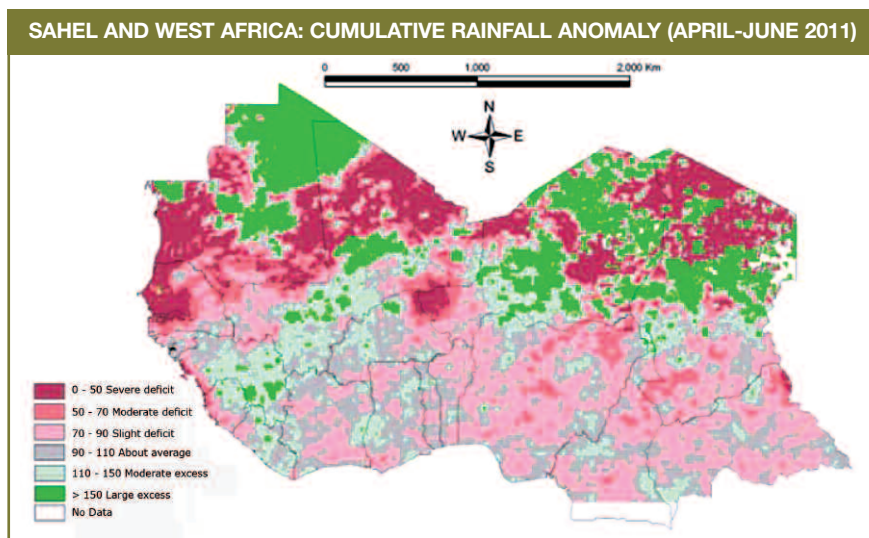 SAHEL AND WEST AFRICA: CUMULATIVE RAINFALL ANOMALY (APRIL-JUNE 2011)
0 500 1.000 2.000 Km
N
W E
S
0 - 50 Severe deficit
50 - 70 Moderate deficit
70 - 90 Slight deficit
90 - 110 About average
110 - 150 Moderate excess
> 150 Large excess
No Data